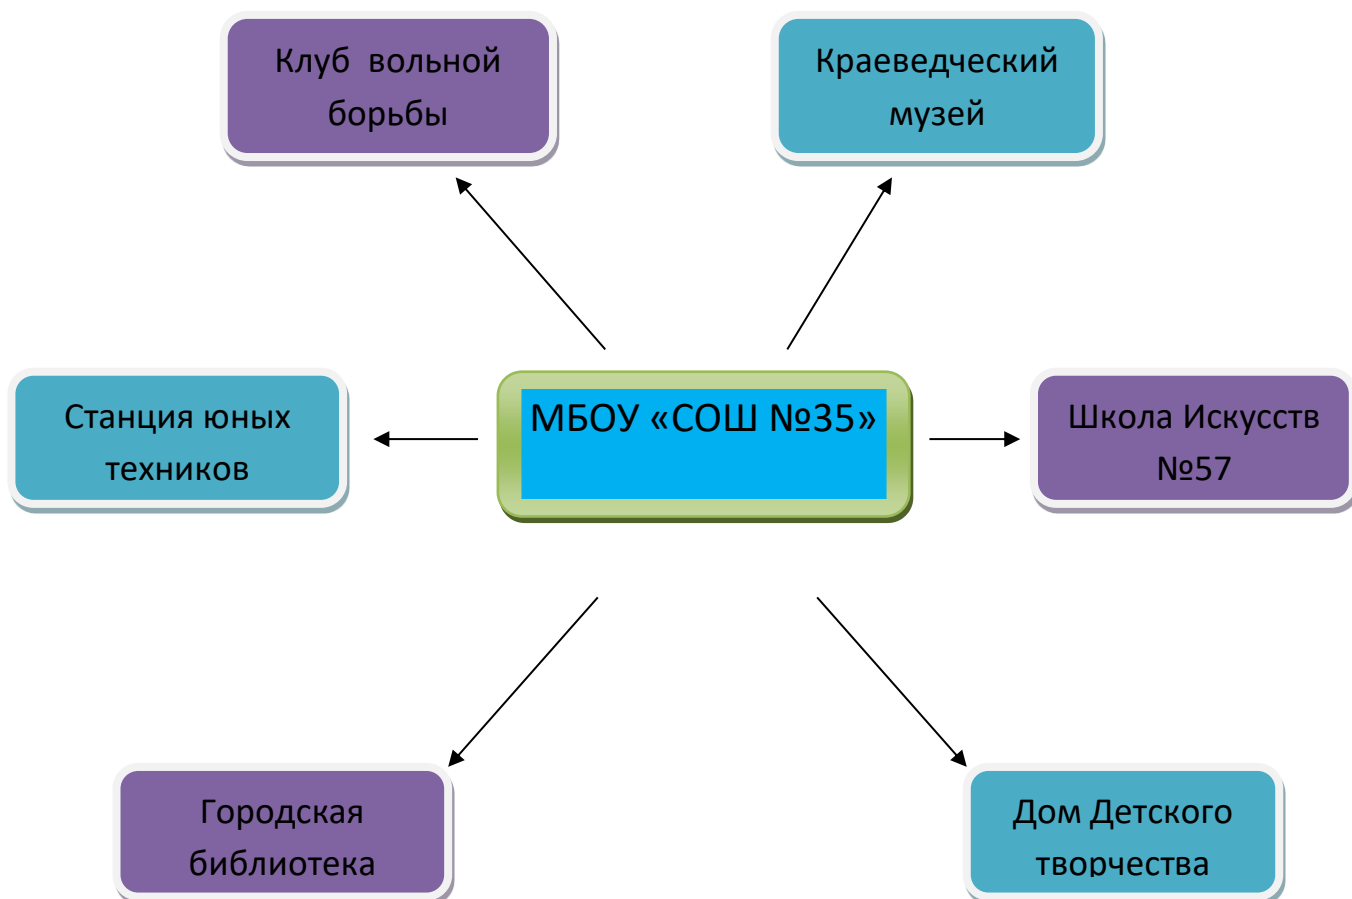 Клуб вольной
борьбы
Краеведческий
музей
Станция юных
техников
МБОУ «СОШ №35»
Школа Искусств
№57
Городская
библиотека
Дом Детского
творчества